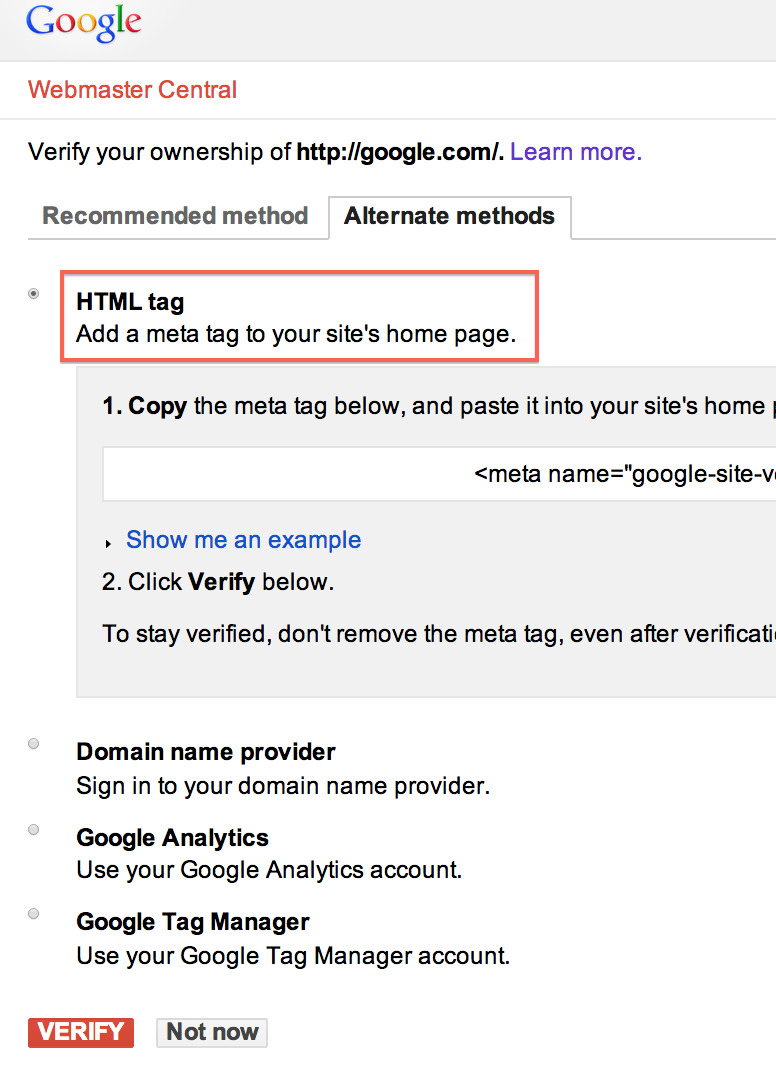 Google
Webmaster Central
Verify your ownership of http://google.com/. Learn more.
Recommended method
Alternate methods
HTML tag
Add a meta tag to your site's home page.
1. Copy the meta tag below, and paste it into your site's home
<meta name="google-site-
Show me an example
2. Click Verify below.
To stay verified, don't remove the meta tag, even after
Domain name provider
Sign in to your domain name provider.
Google Analytics
Use your Google Analytics account.
Google Tag Manager
Use your Google Tag Manager account.
VERIFY
Not now